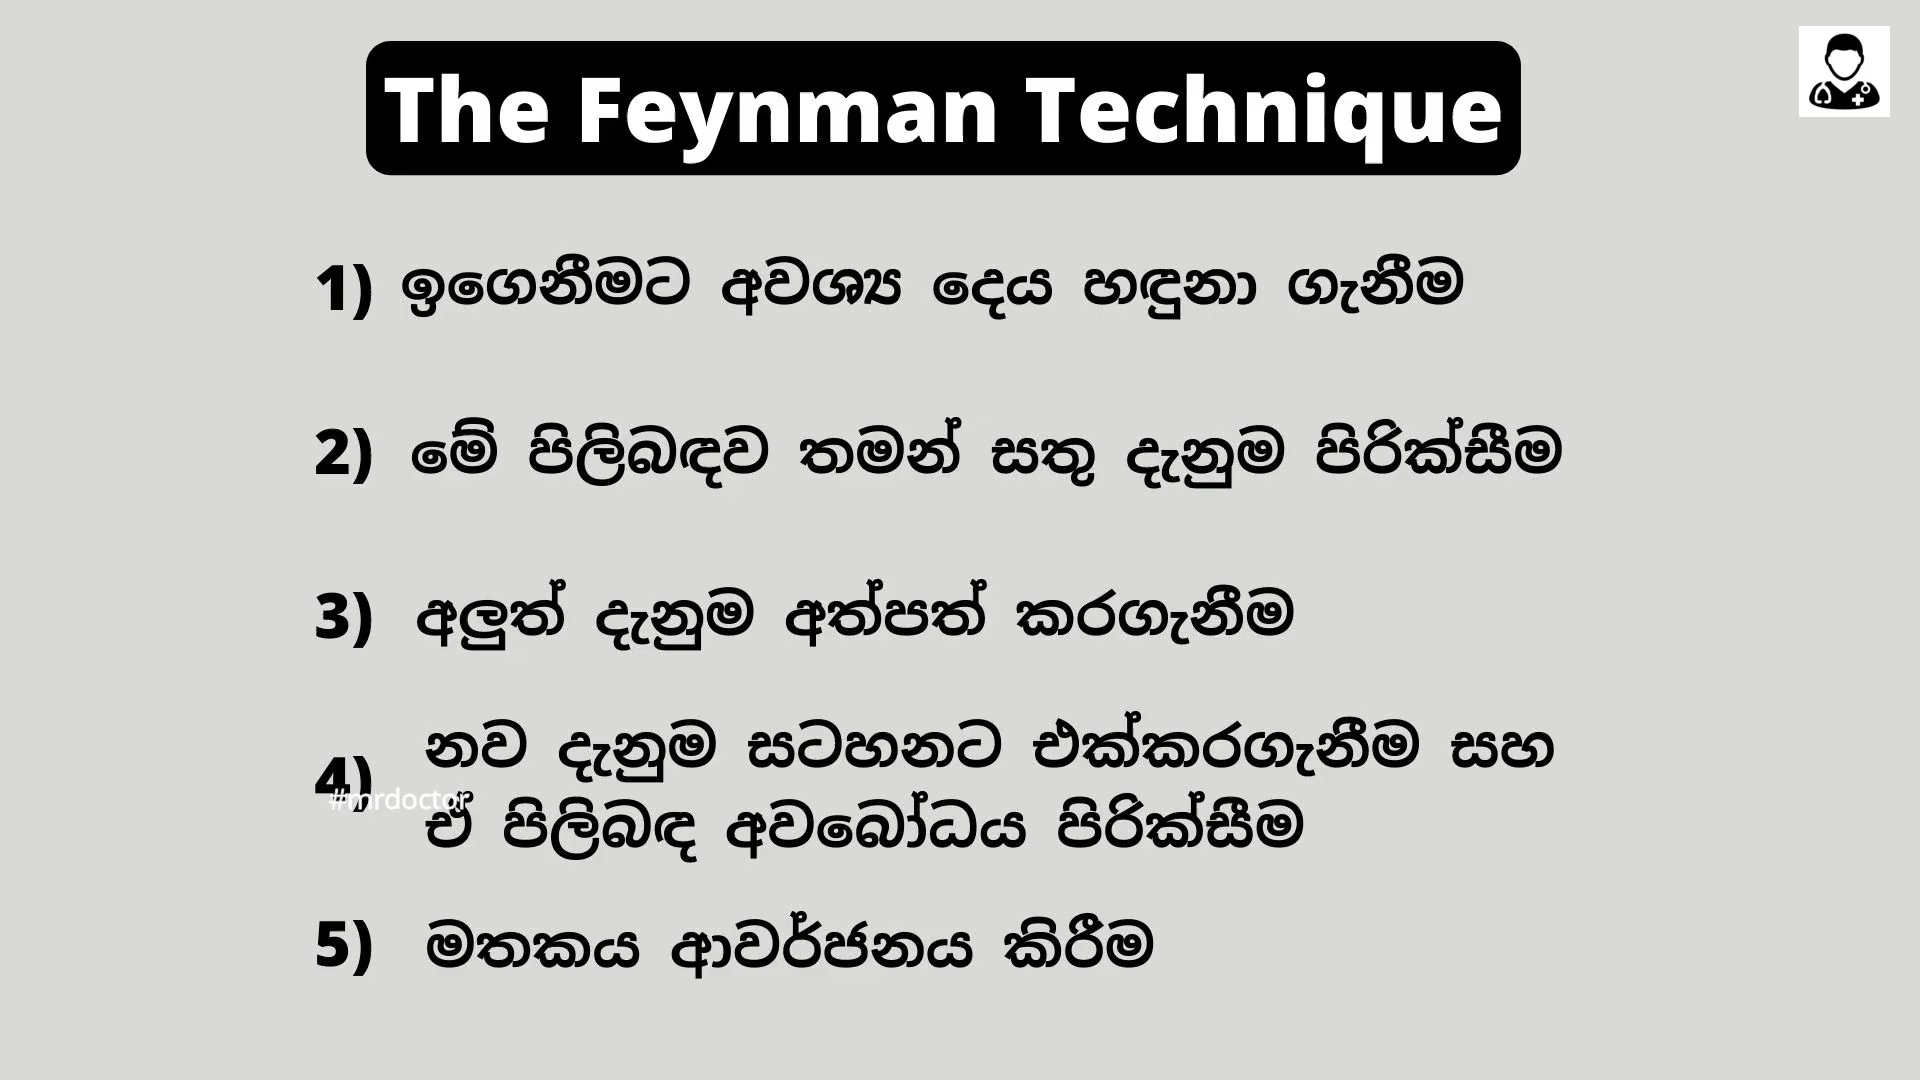 The Feynman Technique
1) ඉගෙනීමට අවශ්‍ය දෙය හඳුනා ගැනීම
2) මේ පිලිබඳව තමන් සතු දැනුම පිරික්සීම
3) අලුත් දැනුම අත්පත් කරගැනීම
4) නව දැනුම සටහනට එක්කරගැනීම සහ
#mrdoctor
ඒ පිලිබඳ අවබෝධය පිරික්සීම
5) මතකය ආවර්ජනය කිරීම